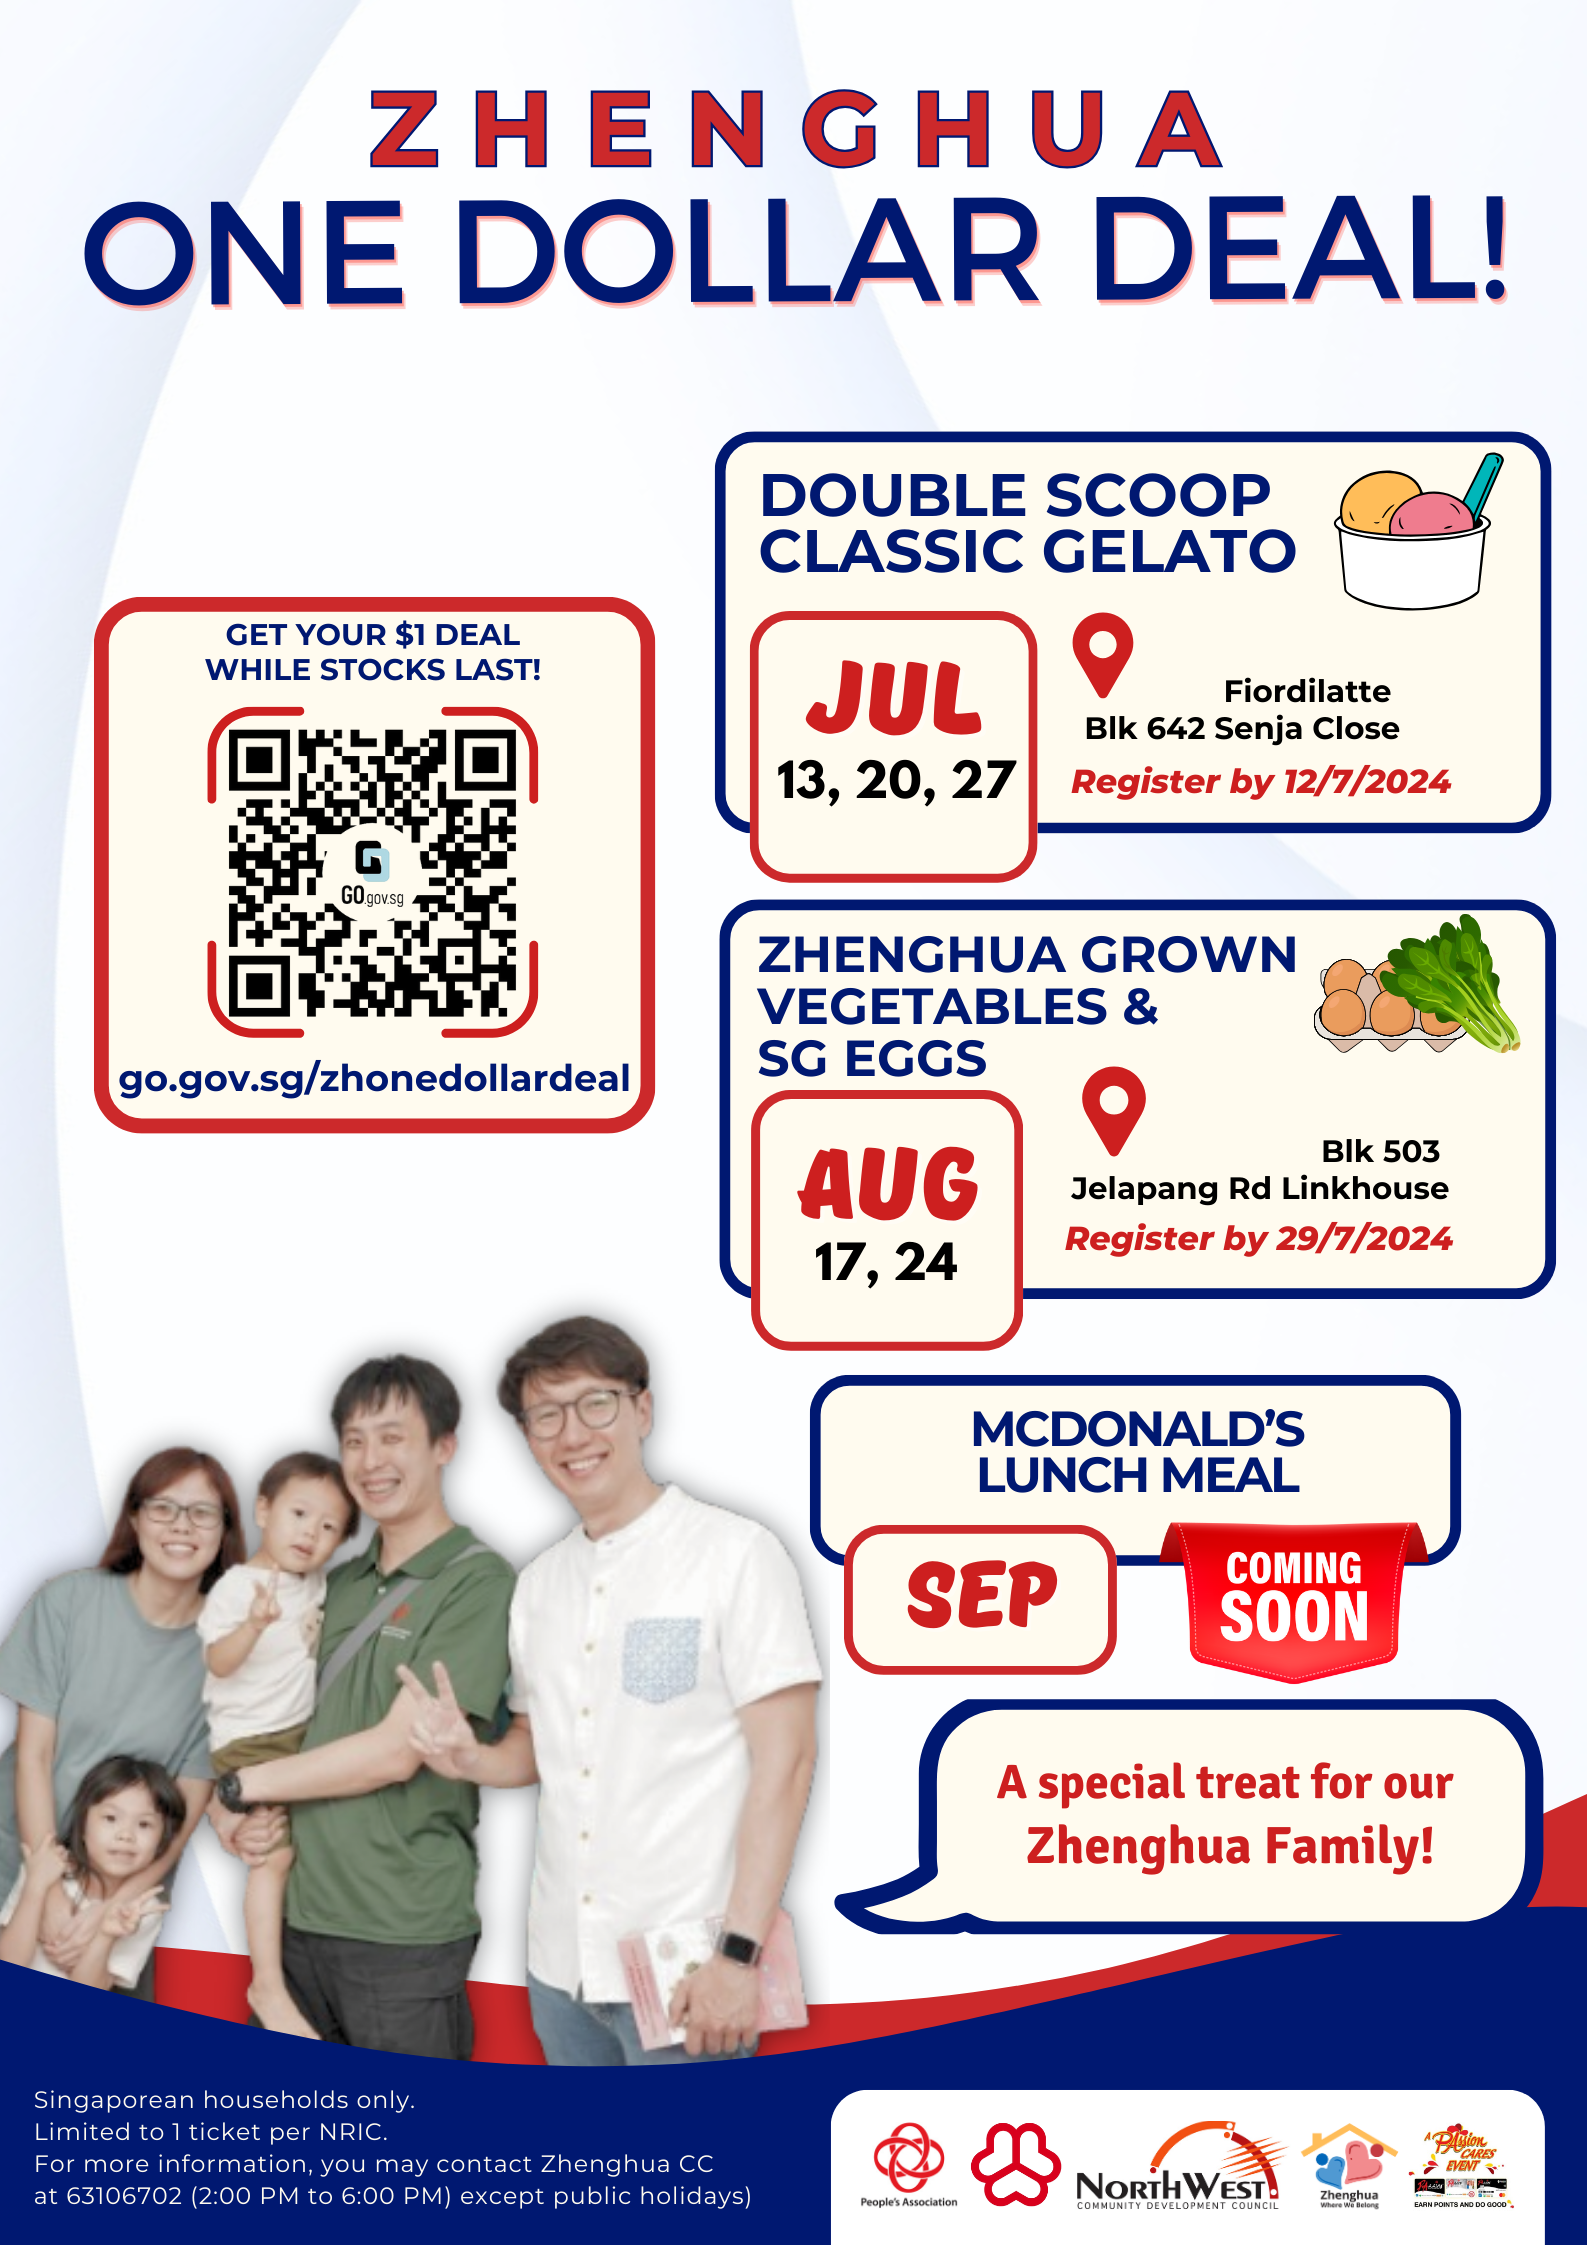 ZHENGHUA
ONE DOLLAR DEAL!
DOUBLE SCOOP
CLASSIC GELATO
JUL
13, 20, 27
Fiordilatte
Blk 642 Senja Close
Register by 12/7/2024
GET YOUR $1 DEAL
WHILE STOCKS LAST!
GO.gov.sg
go.gov.sg/zhonedollardeal
ZHENGHUA GROWN
VEGETABLES &
SG EGGS
AUG
17, 24
Blk 503
Jelapang Rd Linkhouse
Register by 29/7/2024
MCDONALD'S
LUNCH MEAL
SEP
COMING
SOON
A special treat for our
Zhenghua Family!
Singaporean households only.
Limited to 1 ticket per NRIC.
For more information, you may contact Zhenghua CC
at 63106702 (2:00 PM to 6:00 PM) except public holidays)
People's Association
NORTHWEST
COMMUNITY DEVELOPMENT COUNCIL
Zhenghua
Where We Belong
A PAssion
CARES
EVENT
EARN POINTS AND DO GOOD